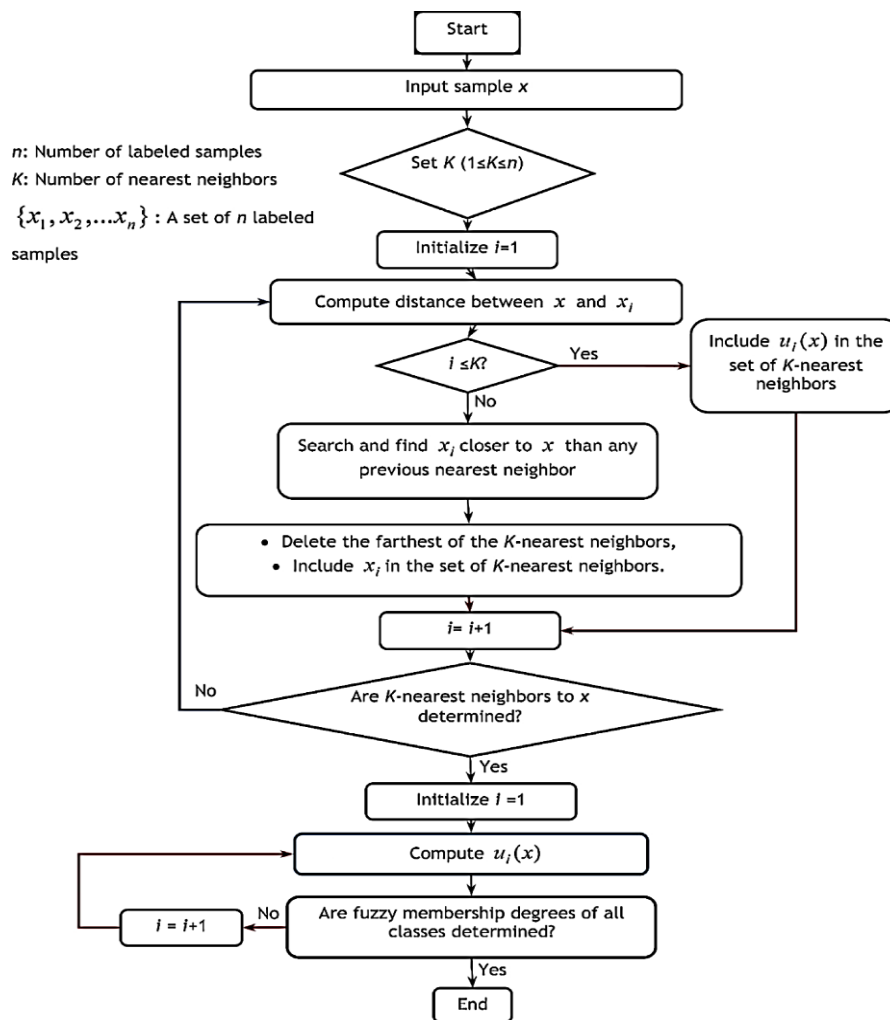 Start
Input sample x
n: Number of labeled samples
K: Number of nearest neighbors
{x₁, x₂,...xₙ} : A set of n labeled
samples
Set K (1≤K≤n)
Initialize i=1
Compute distance between x and xᵢ
i ≤K?
Yes
Include uᵢ(x) in the
set of K-nearest
neighbors
No
Search and find xᵢ closer to x than any
previous nearest neighbor
• Delete the farthest of the K-nearest neighbors,
• Include xᵢ in the set of K-nearest neighbors.
i= i+1
No
Are K-nearest neighbors to x
determined?
Yes
Initialize i =1
Compute uᵢ(x)
Are fuzzy membership degrees of all
classes determined?
No
i = i+1
Yes
End